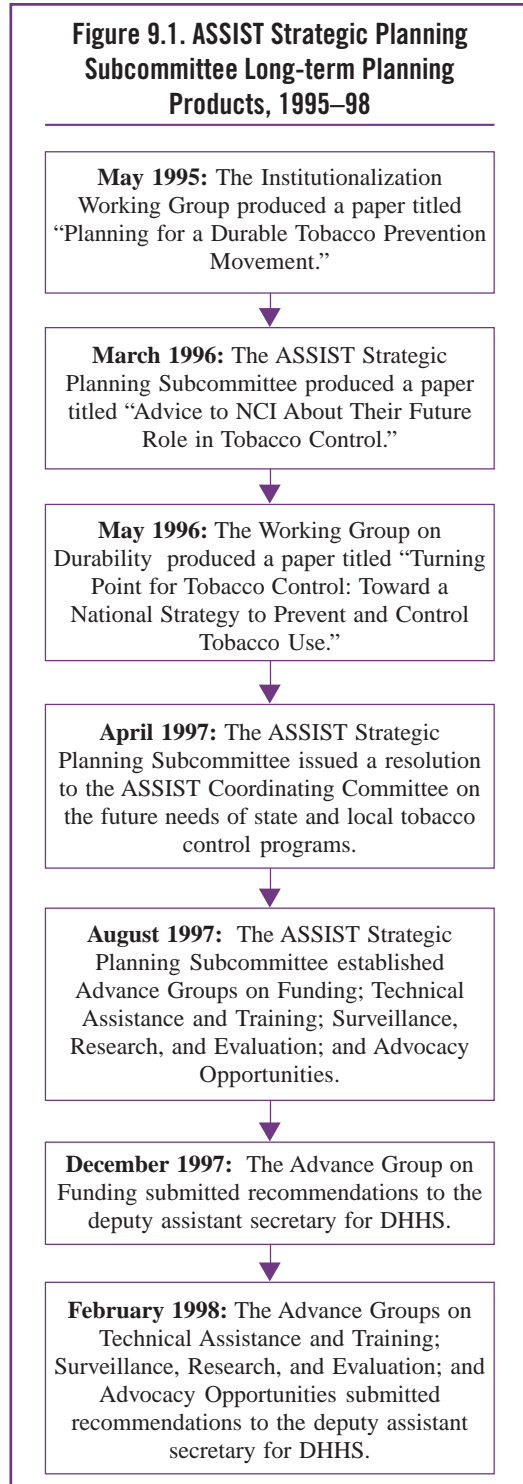 Figure 9.1. ASSIST Strategic Planning
Subcommittee Long-term Planning
Products, 1995–98
May 1995: The Institutionalization
Working Group produced a paper titled
“Planning for a Durable Tobacco Prevention
Movement.”
March 1996: The ASSIST Strategic
Planning Subcommittee produced a paper
titled “Advice to NCI About Their Future
Role in Tobacco Control.”
May 1996: The Working Group on
Durability produced a paper titled “Turning
Point for Tobacco Control: Toward a
National Strategy to Prevent and Control
Tobacco Use.”
April 1997: The ASSIST Strategic
Planning Subcommittee issued a resolution
to the ASSIST Coordinating Committee on
the future needs of state and local tobacco
control programs.
August 1997: The ASSIST Strategic
Planning Subcommittee established
Advance Groups on Funding; Technical
Assistance and Training; Surveillance,
Research, and Evaluation; and Advocacy
Opportunities.
December 1997: The Advance Group on
Funding submitted recommendations to the
deputy assistant secretary for DHHS.
February 1998: The Advance Groups on
Technical Assistance and Training;
Surveillance, Research, and Evaluation; and
Advocacy Opportunities submitted
recommendations to the deputy assistant
secretary for DHHS.